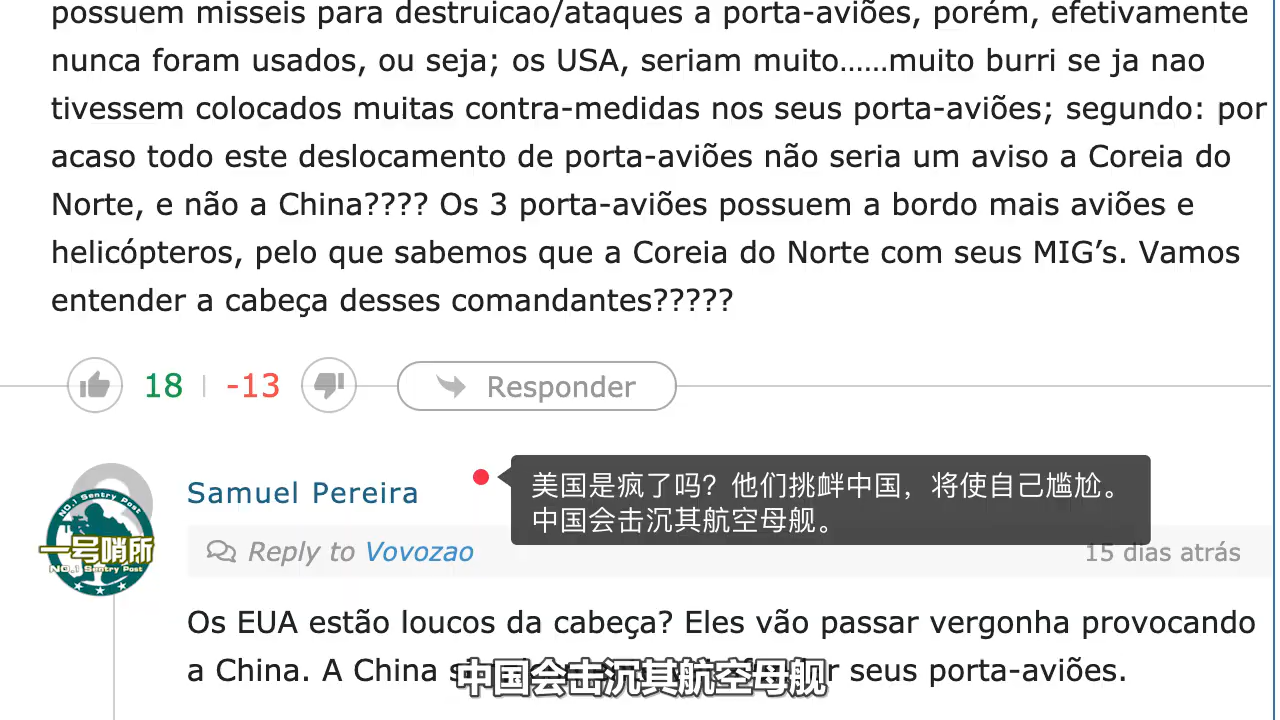 possuem misseis para destruicao/ataques a porta-aviões, porém, efetivamente
nunca foram usados, ou seja; os USA, seriam muito......muito burri se ja nao
tivessem colocados muitas contra-medidas nos seus porta-aviões; segundo: por
acaso todo este deslocamento de porta-aviões não seria um aviso a Coreia do
Norte, e não a China???? Os 3 porta-aviões possuem a bordo mais aviões e
helicópteros, pelo que sabemos que a Coreia do Norte com seus MIG’s. Vamos
entender a cabeça desses comandantes?????
18 | -13 Responder
Samuel Pereira
美国是疯了吗？他们挑衅中国，将使自己尴尬。
中国会击沉其航空母舰。
No.1 Sentry Post
一号哨所
NO.1 Sentry Post
Reply to Vovozao
15 dias atrás
Os EUA estão loucos da cabeça? Eles vão passar vergonha provocando
a China. A China seus porta-aviões.
中国会击沉其航空母舰